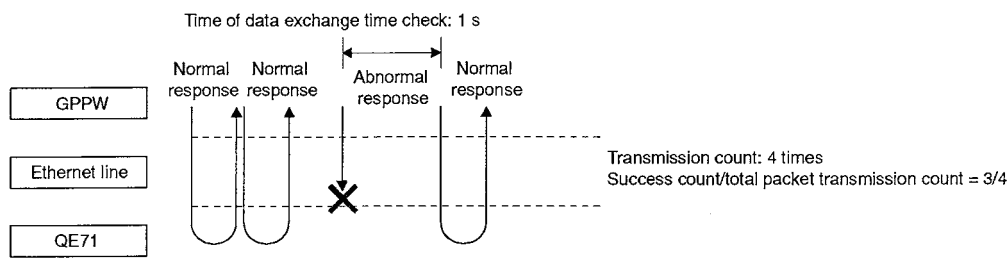 Time of data exchange time check: 1 s
Normal response
Normal response
Abnormal response
Normal response
GPPW
Ethernet line
QE71
Transmission count: 4 times
Success count/total packet transmission count = 3/4